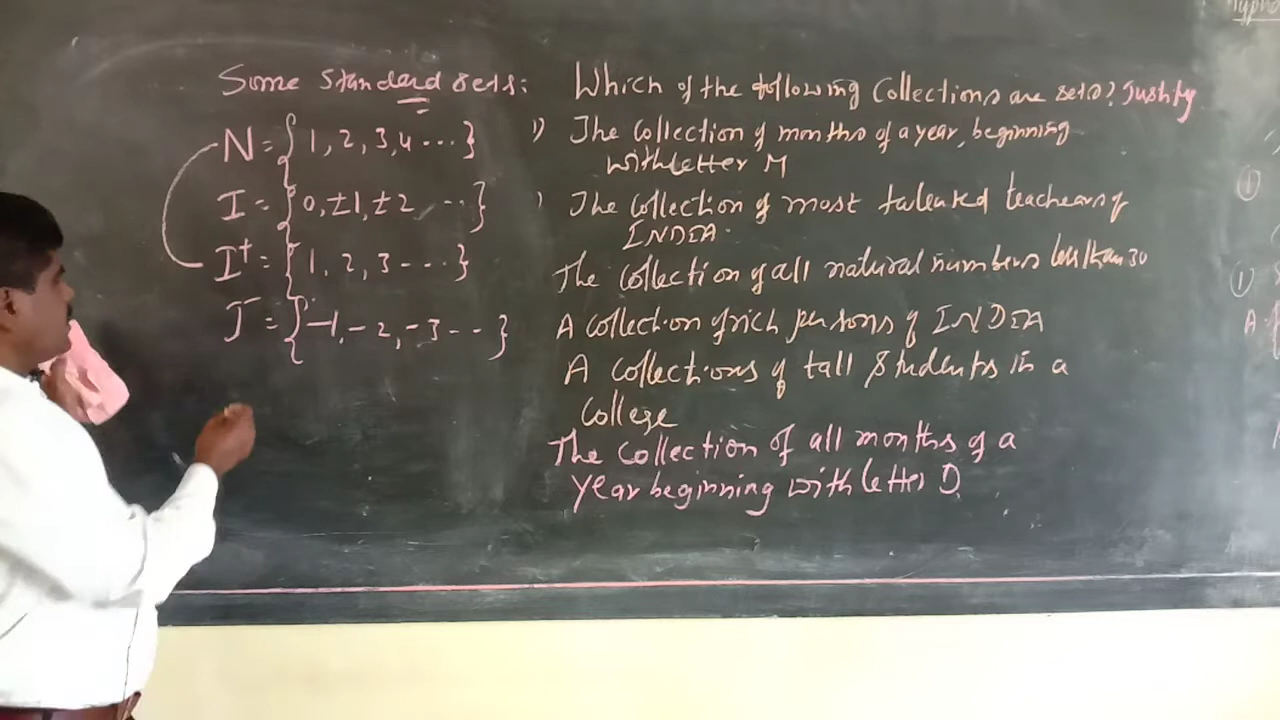 Some standard sets:
N = { 1, 2, 3, 4 ... }
I = { 0, ±1, ±2, ... }
I+ = { 1, 2, 3 - - - . }
I- = { -1, -2, -3 - - - }
Which of the following Collections are sets? Justify
1) The collection of months of a year, beginning
with letter M
) The collection of most talented teachers of
INDIA.
The collection of all natural numbers less than 30
A collection of rich persons of INDIA
A collections of tall students in a
College
The collection of all months of a
Year beginning with letter D
1
1
A